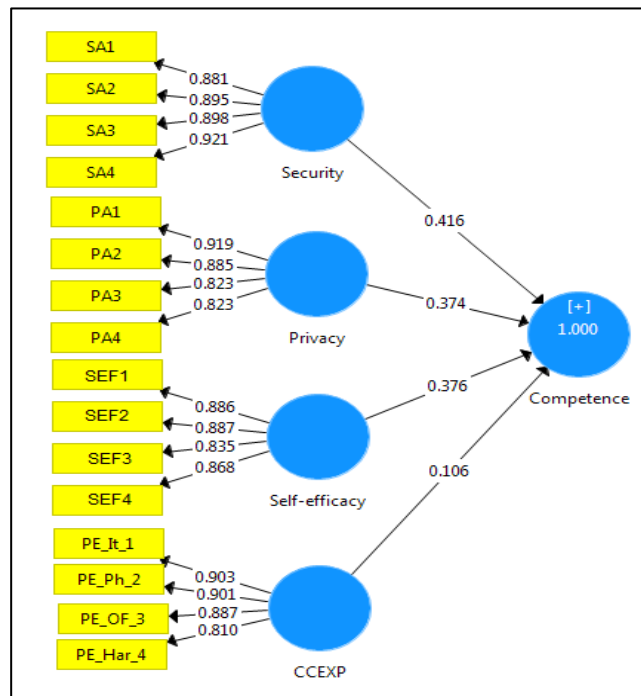 SA1
0.881
SA2
0.895
SA3
0.898
SA4
0.921
Security
0.416
PA1
0.919
PA2
0.885
PA3
0.823
PA4
0.823
Privacy
0.374
[+]
1.000
Competence
SEF1
0.886
SEF2
0.887
SEF3
0.835
SEF4
0.868
Self-efficacy
0.376
PE_It_1
0.903
PE_Ph_2
0.901
PE_OF_3
0.887
PE_Har_4
0.810
CCEXP
0.106